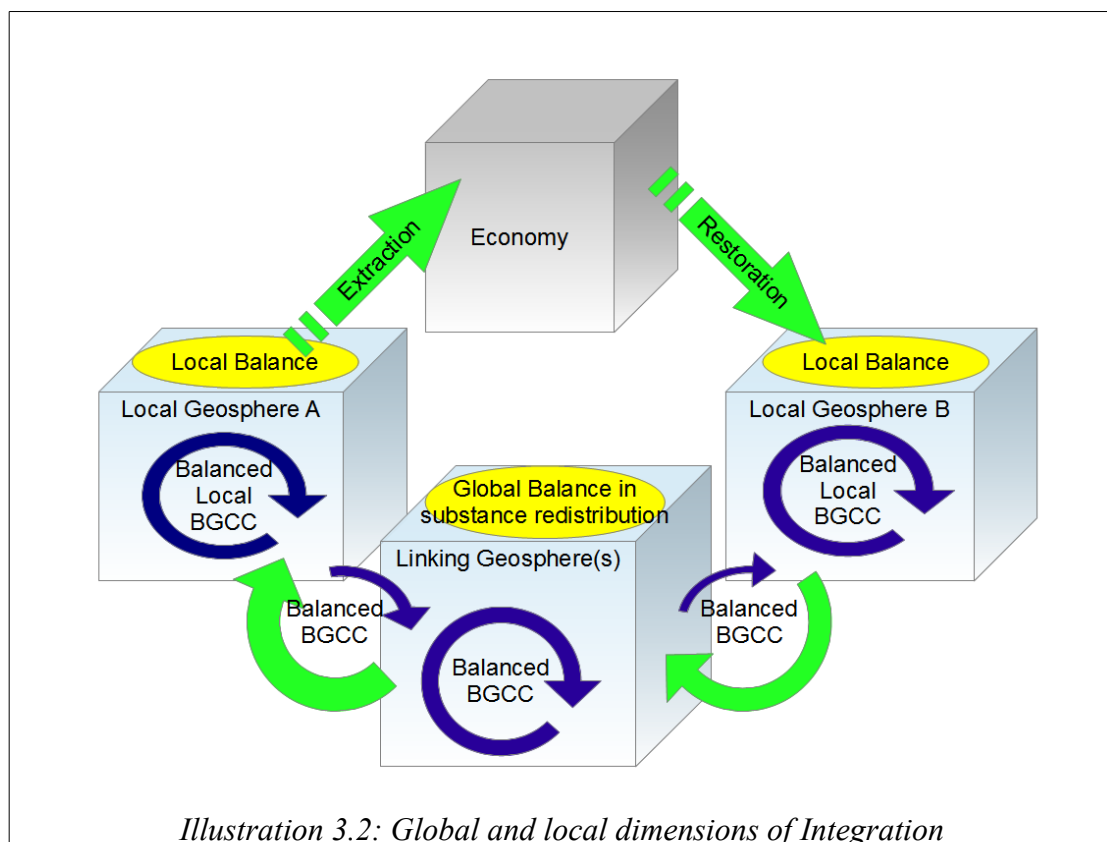 Economy
Extraction
Restoration
Local Balance
Local Geosphere A
Balanced
Local
BGCC
Local Balance
Local Geosphere B
Balanced
Local
BGCC
Global Balance in
substance redistribution
Linking Geosphere(s)
Balanced
BGCC
Balanced
BGCC
Balanced
BGCC
Illustration 3.2: Global and local dimensions of Integration